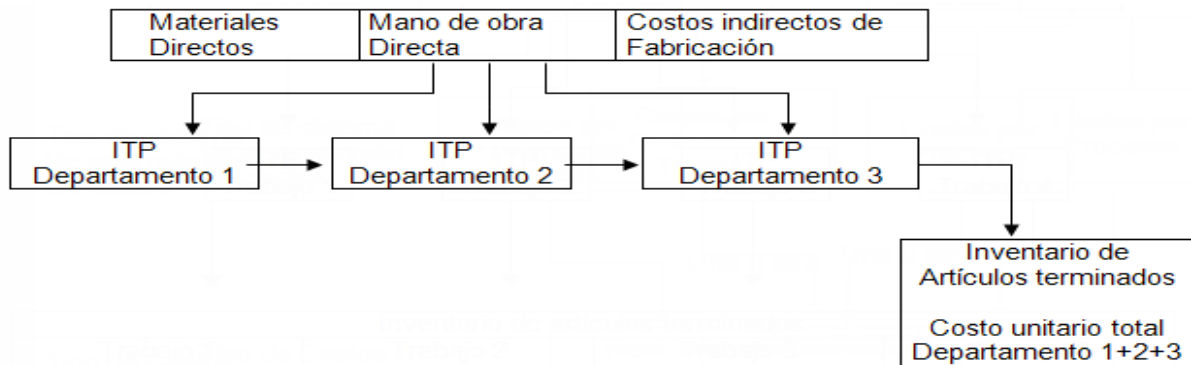 Materiales
Directos
Mano de obra
Directa
Costos indirectos de
Fabricación
ITP
Departamento 1
ITP
Departamento 2
ITP
Departamento 3
Inventario de
Artículos terminados
Costo unitario total
Departamento 1+2+3